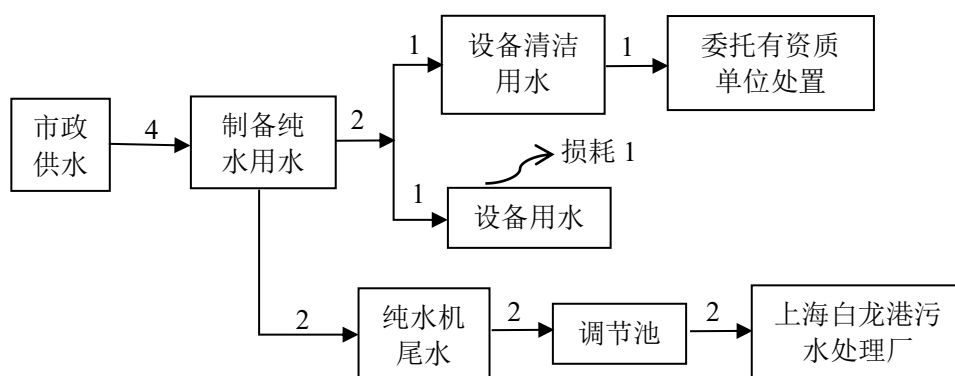 市政
供水
4
制备纯
水用水
2
1
设备清洁
用水
1
委托有资质
单位处置
损耗 1
1
设备用水
2
纯水机
尾水
2
调节池
2
上海白龙港污
水处理厂